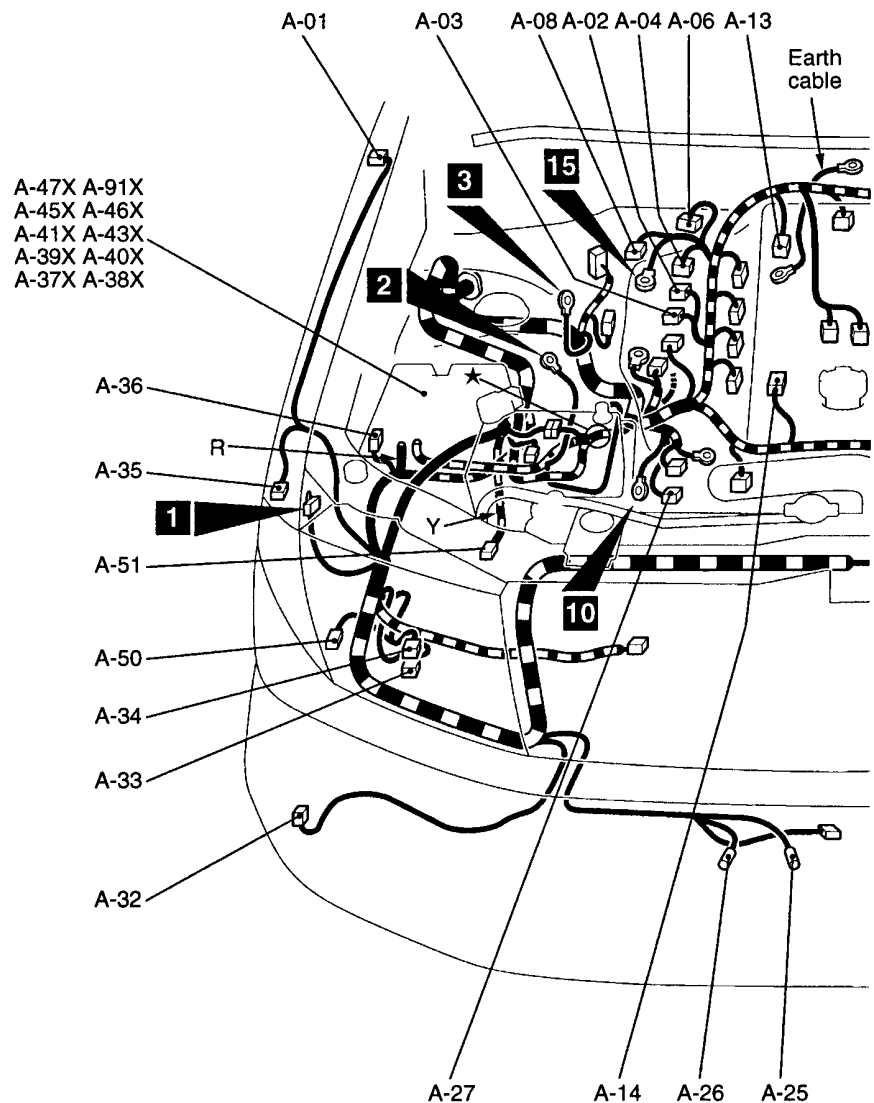 A-01 A-03 A-08 A-02 A-04 A-06 A-13
Earth
cable
15
3
A-47X A-91X
A-45X A-46X
A-41X A-43X
A-39X A-40X
A-37X A-38X
2
★
A-36
R
A-35
1
Y
A-51
10
A-50
A-34
A-33
A-32
A-27 A-14 A-26 A-25